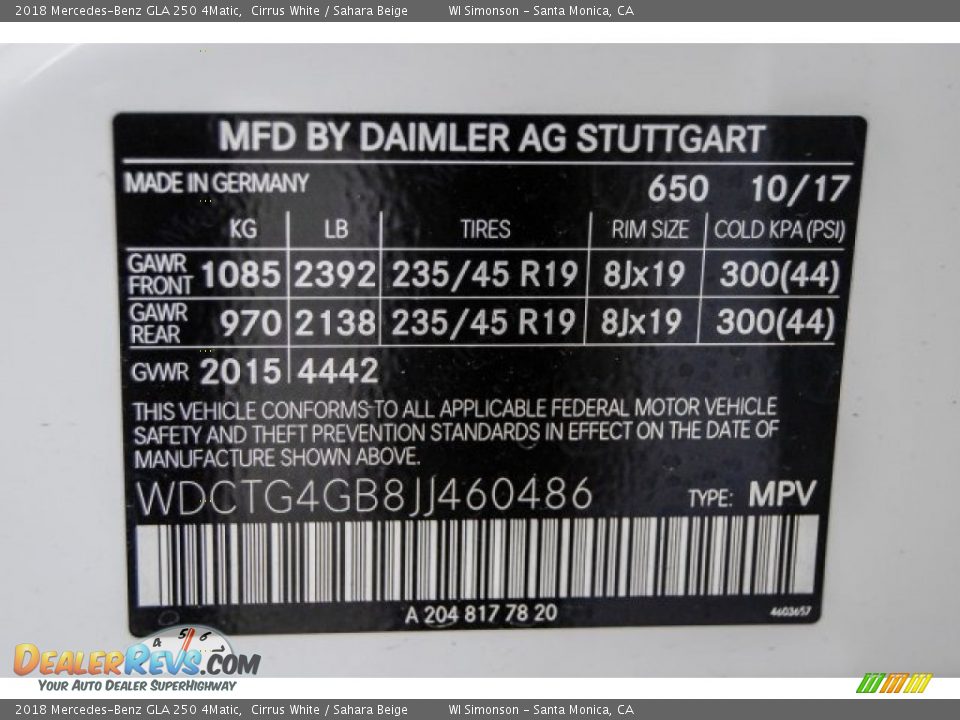 2018 Mercedes-Benz GLA 250 4Matic, Cirrus White / Sahara Beige WI Simonson - Santa Monica, CA
MFD BY DAIMLER AG STUTTGART
MADE IN GERMANY 650 10/17
KG LB TIRES RIM SIZE COLD KPA (PSI)
GAWR FRONT 1085 2392 235/45 R19 8Jx19 300(44)
GAWR REAR 970 2138 235/45 R19 8Jx19 300(44)
GVWR 2015 4442
THIS VEHICLE CONFORMS TO ALL APPLICABLE FEDERAL MOTOR VEHICLE
SAFETY AND THEFT PREVENTION STANDARDS IN EFFECT ON THE DATE OF
MANUFACTURE SHOWN ABOVE.
WDCTG4GB8JJ460486 TYPE: MPV
A 204 817 78 20 4603657
4 5 6 7
DEALERREVS.COM
YOUR AUTO DEALER SUPERHIGHWAY
2018 Mercedes-Benz GLA 250 4Matic, Cirrus White / Sahara Beige WI Simonson - Santa Monica, CA